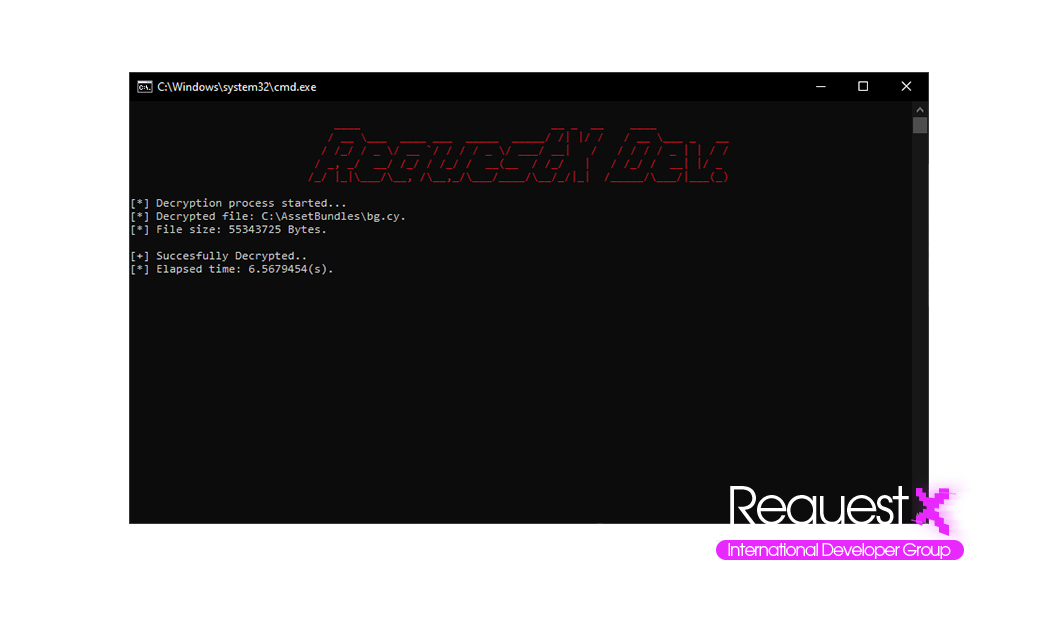 C:\Windows\system32\cmd.exe
RequestX Dev
[*] Decryption process started...
[*] Decrypted file: C:\AssetBundles\bg.cy.
[*] File size: 55343725 Bytes.
[+] Succesfully Decrypted..
[*] Elapsed time: 6.5679454(s).
RequestX
International Developer Group